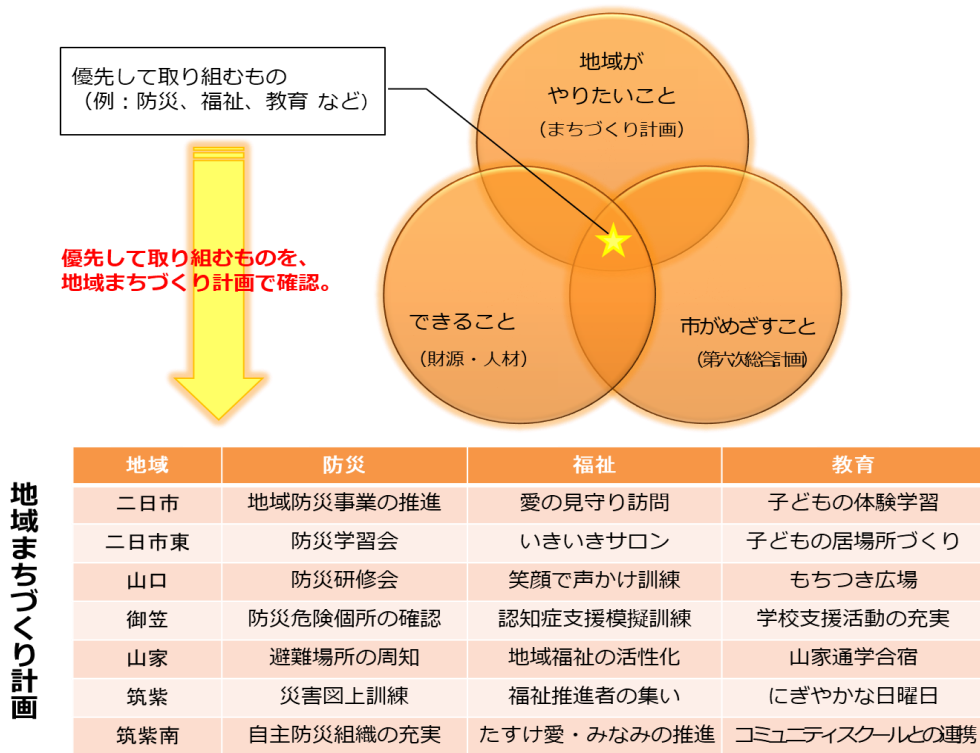 優先して取り組むもの
(例：防災、福祉、教育 など)
地域が
やりたいこと
(まちづくり計画)
できること
(財源・人材)
市がめざすこと
(第六次総合計画)
優先して取り組むものを、
地域まちづくり計画で確認。
地域まちづくり計画
地域 防災 福祉 教育
二日市 地域防災事業の推進 愛の見守り訪問 子どもの体験学習
二日市東 防災学習会 いきいきサロン 子どもの居場所づくり
山口 防災研修会 笑顔で声かけ訓練 もちつき広場
御笠 防災危険個所の確認 認知症支援模擬訓練 学校支援活動の充実
山家 避難場所の周知 地域福祉の活性化 山家通学合宿
筑紫 災害図上訓練 福祉推進者の集い にぎやかな日曜日
筑紫南 自主防災組織の充実 たすけ愛・みなみの推進 コミュニティスクールとの連携